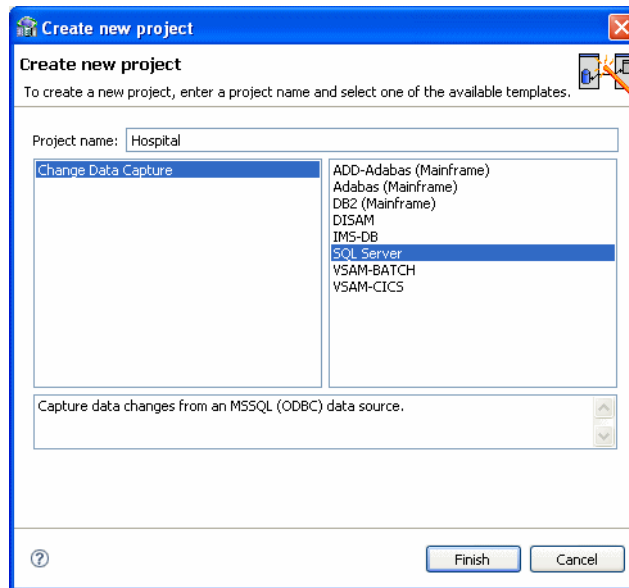 Create new project
Create new project
To create a new project, enter a project name and select one of the available templates.
Project name: Hospital
Change Data Capture
ADD-Adabas (Mainframe)
Adabas (Mainframe)
DB2 (Mainframe)
DISAM
IMS-DB
SQL Server
VSAM-BATCH
VSAM-CICS
Capture data changes from an MSSQL (ODBC) data source.
?
Finish
Cancel